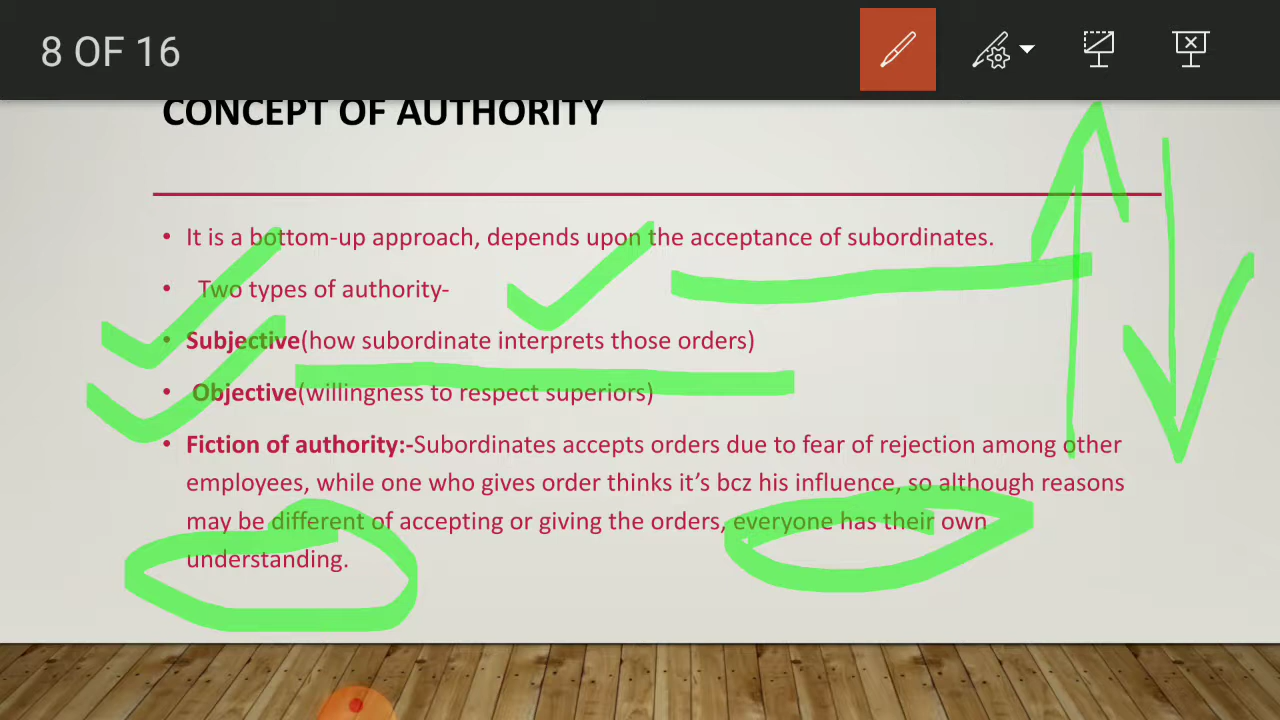 8 OF 16
CONCEPT OF AUTHORITY
• It is a bottom-up approach, depends upon the acceptance of subordinates.
• Two types of authority-
• Subjective(how subordinate interprets those orders)
• Objective(willingness to respect superiors)
• Fiction of authority:-Subordinates accepts orders due to fear of rejection among other
employees, while one who gives order thinks it's bcz his influence, so although reasons
may be different of accepting or giving the orders, everyone has their own
understanding.